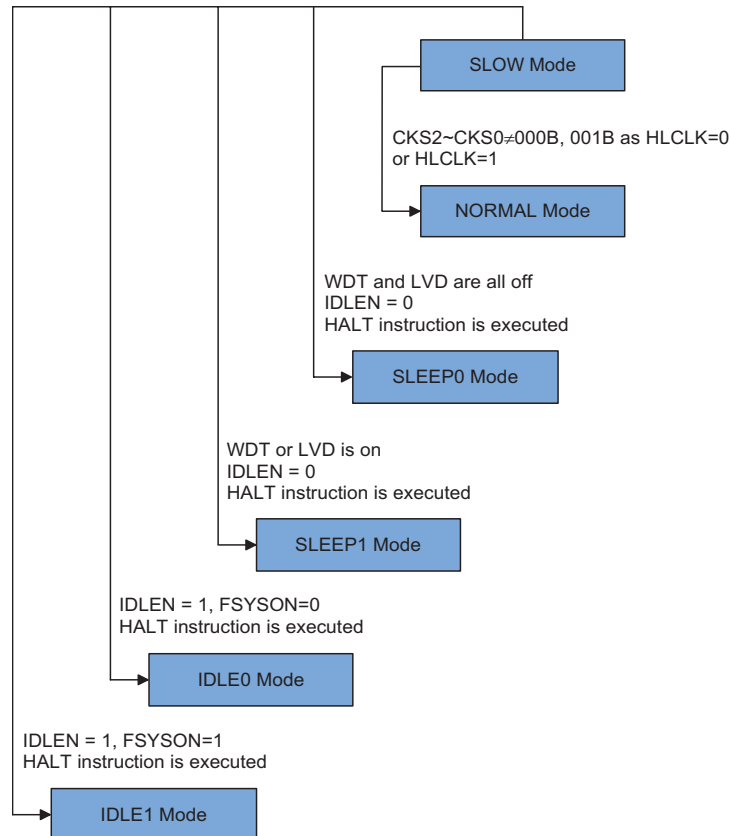 SLOW Mode
CKS2~CKS0≠000B, 001B as HLCLK=0
or HLCLK=1
NORMAL Mode
WDT and LVD are all off
IDLEN = 0
HALT instruction is executed
SLEEP0 Mode
WDT or LVD is on
IDLEN = 0
HALT instruction is executed
SLEEP1 Mode
IDLEN = 1, FSYSON=0
HALT instruction is executed
IDLE0 Mode
IDLEN = 1, FSYSON=1
HALT instruction is executed
IDLE1 Mode